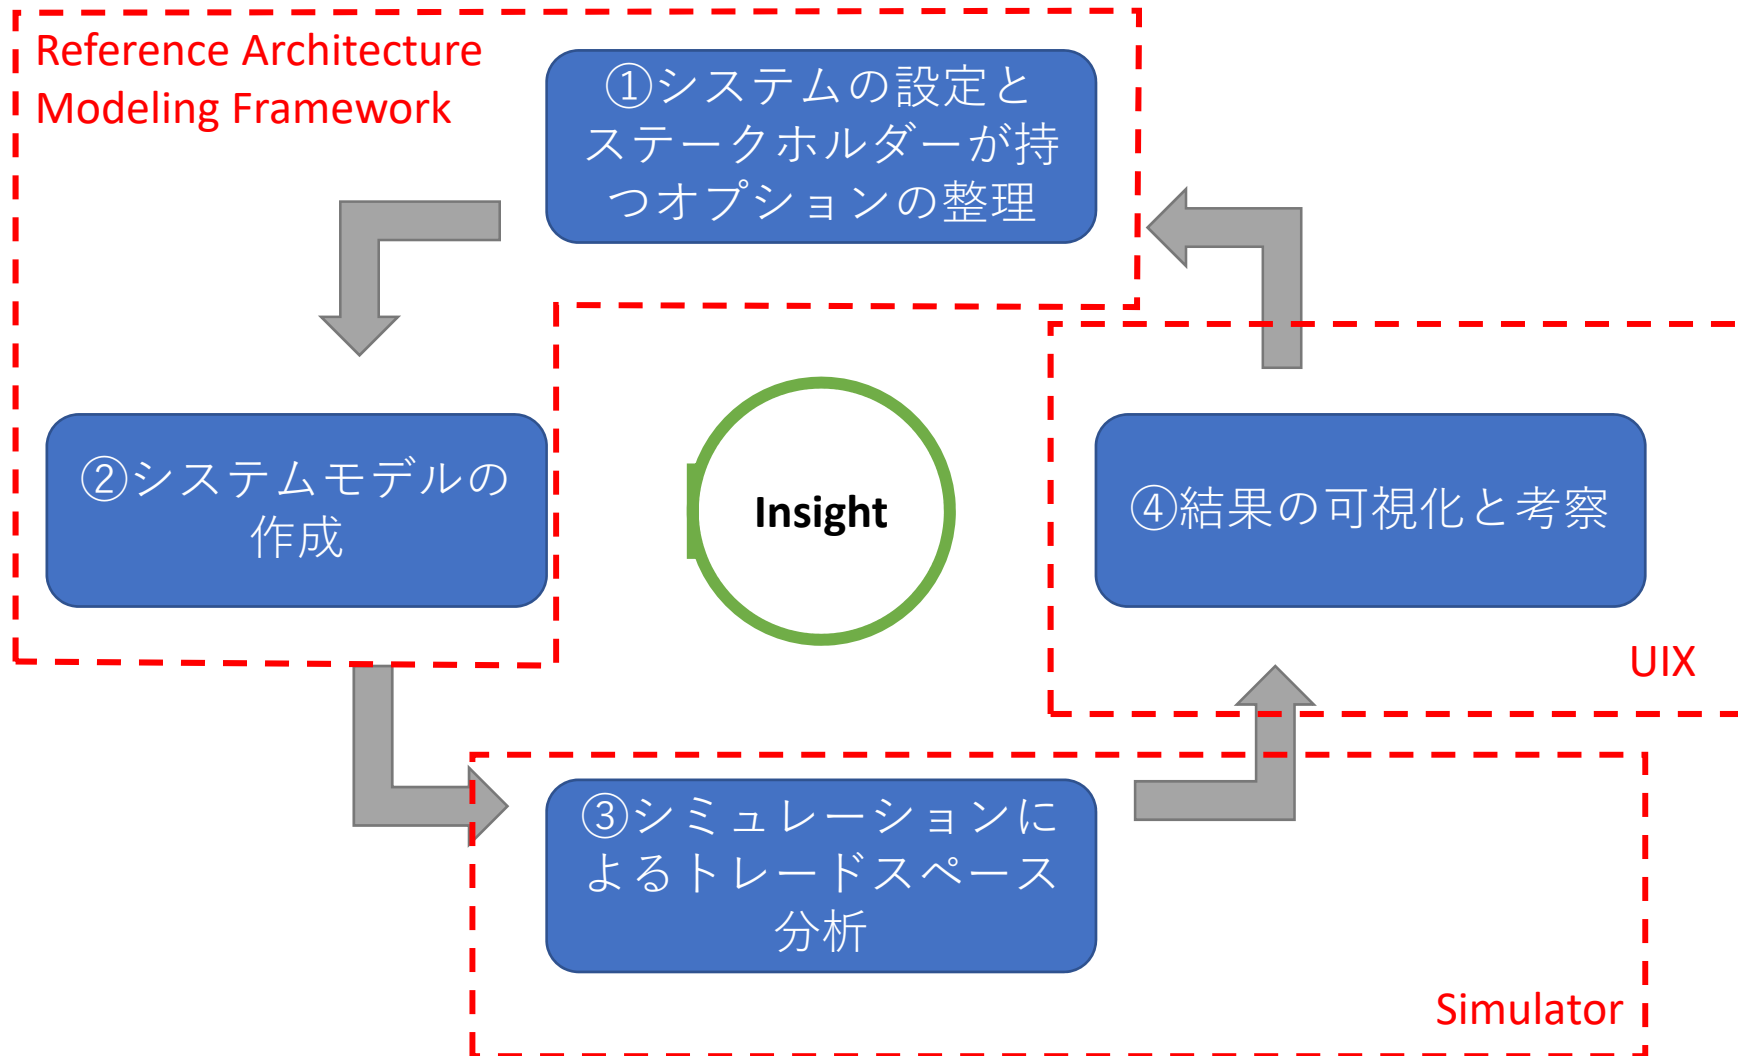 Reference Architecture
Modeling Framework
①システムの設定と
ステークホルダーが持
つオプションの整理
②システムモデルの
作成
Insight
④結果の可視化と考察
UIX
③シミュレーションに
よるトレードスペース
分析
Simulator